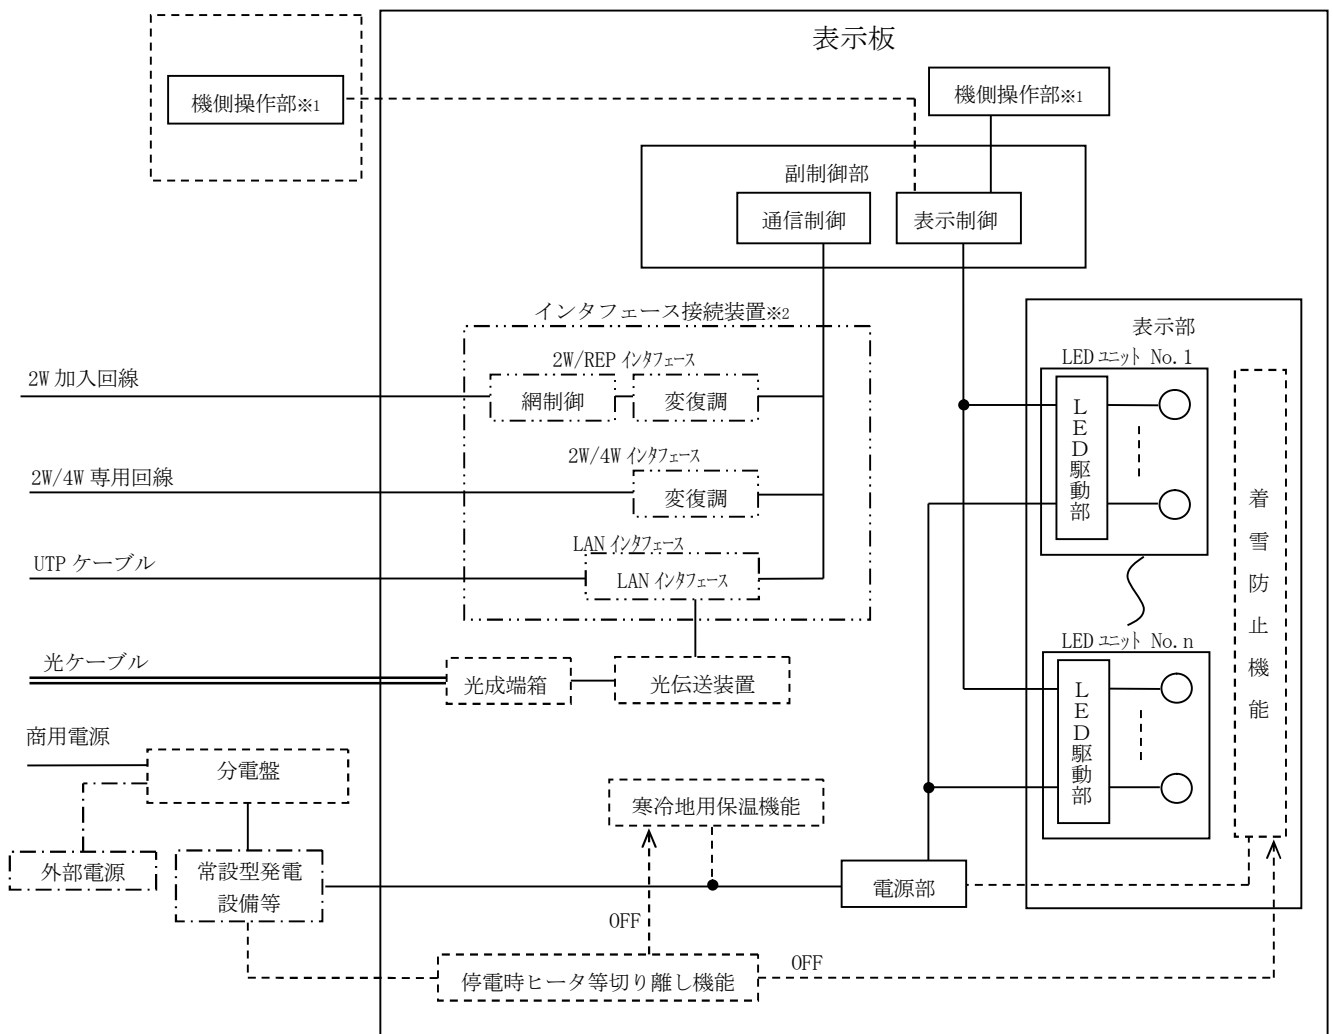 表示板
機側操作部※1
機側操作部※1
副制御部
通信制御
表示制御
インタフェース接続装置※2
2W/REP インタフェース
2W 加入回線
網制御
変復調
2W/4W インタフェース
2W/4W 専用回線
変復調
LAN インタフェース
UTP ケーブル
LAN インタフェース
光ケーブル
光成端箱
光伝送装置
表示部
LED ユニット No.1
LED駆動部
着雪防止機能
LED ユニット No.n
LED駆動部
商用電源
分電盤
寒冷地用保温機能
外部電源
常設型発電
設備等
電源部
OFF
停電時ヒータ等切り離し機能
OFF